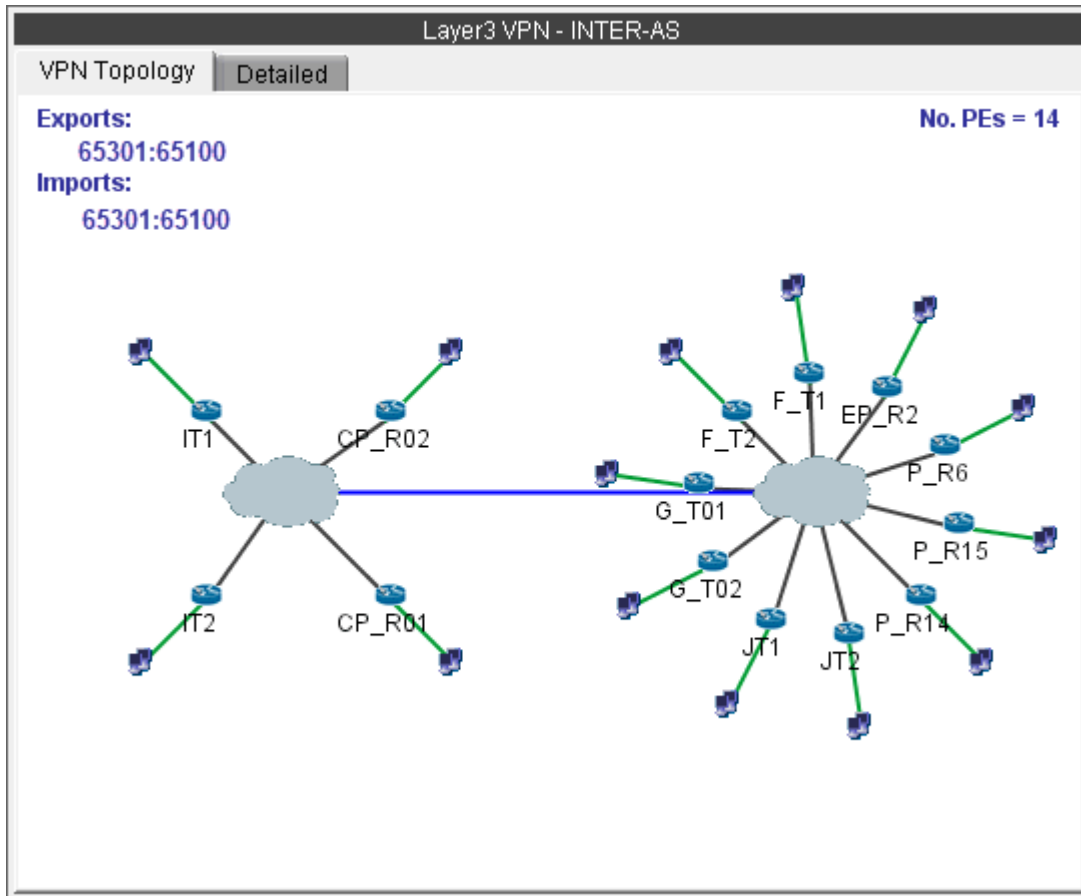 Layer3 VPN - INTER-AS
VPN Topology
Detailed
Exports:
No. PEs = 14
65301:65100
Imports:
65301:65100
F_T1
EP_R2
IT1
CP_R02
F_T2
P_R6
G_T01
P_R15
G_T02
IT2
CP_R01
P_R14
JT1
JT2